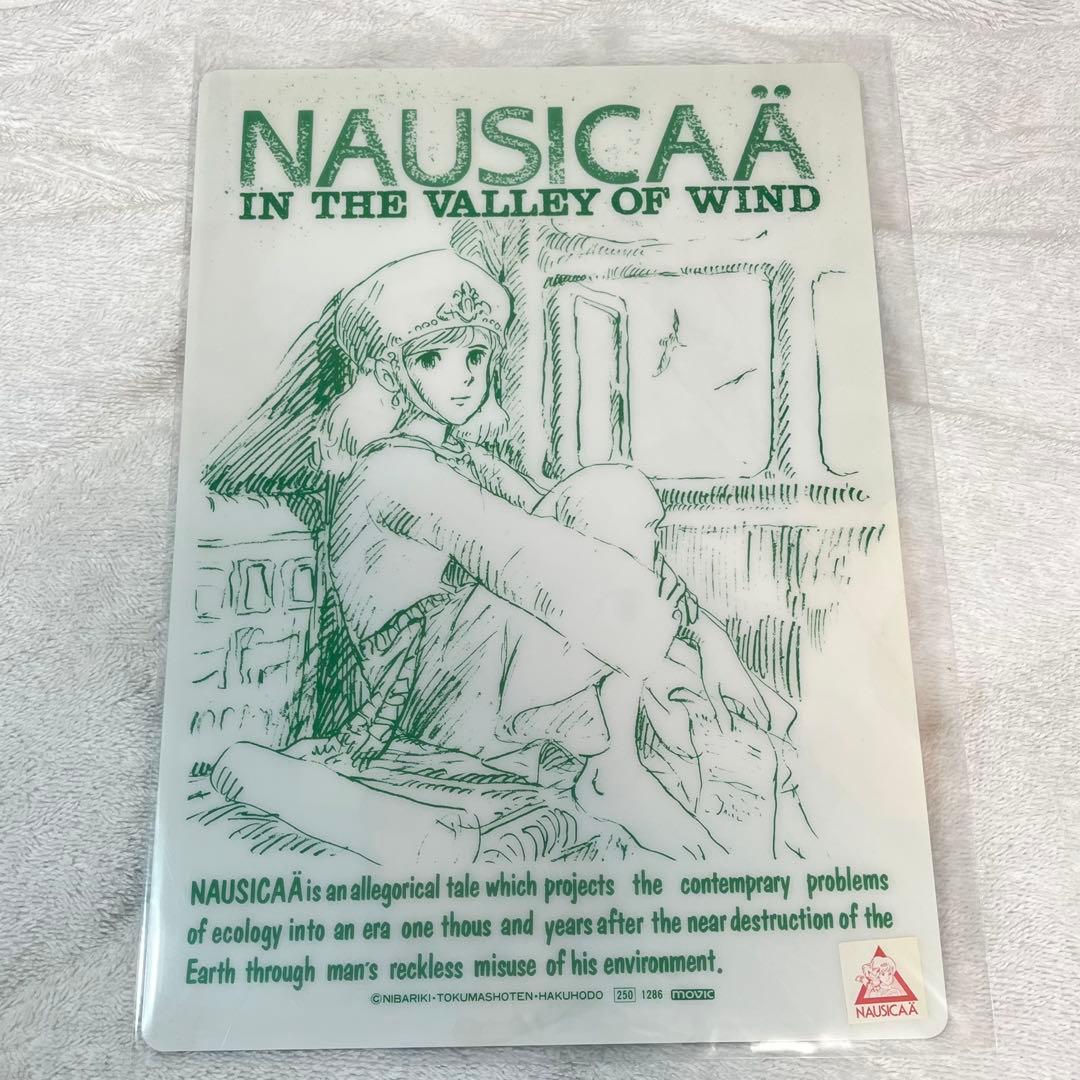 NAUSICAÄ
IN THE VALLEY OF WIND
NAUSICAÄ is an allegorical tale which projects the contemprary problems
of ecology into an era one thous and years after the near destruction of the
Earth through man's reckless misuse of his environment.
©NIBARIKI・TOKUMASHOTEN・HAKUHODO 250 1286 movic
NAUSICAÄ